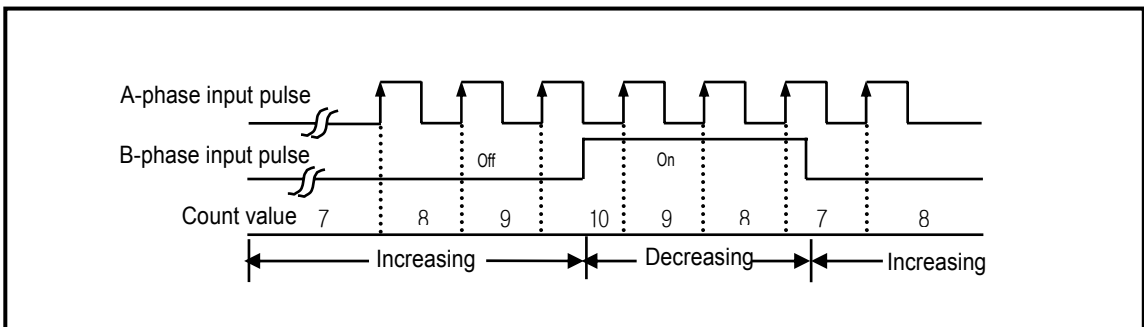 A-phase input pulse
B-phase input pulse
Off
On
Count value 7 8 9 10 9 8 7 8
Increasing Decreasing Increasing